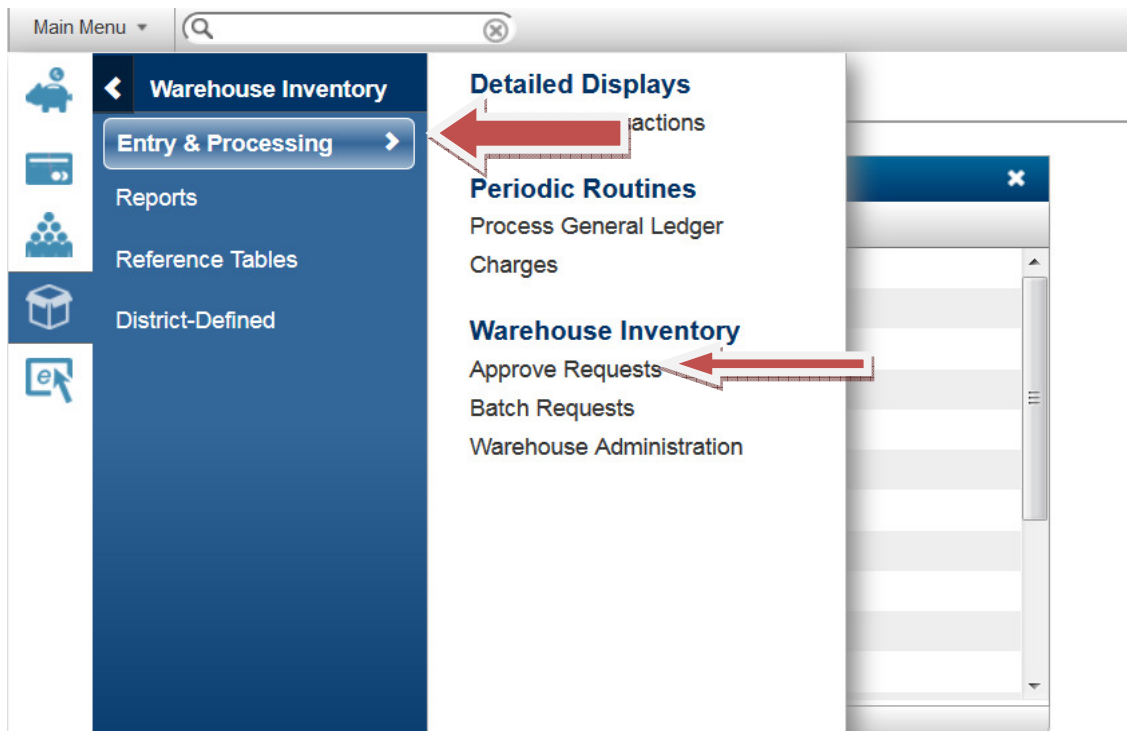 Main Menu
Warehouse Inventory
Entry & Processing
Reports
Reference Tables
District-Defined
Detailed Displays
Periodic Routines
Process General Ledger
Charges
Warehouse Inventory
Approve Requests
Batch Requests
Warehouse Administration